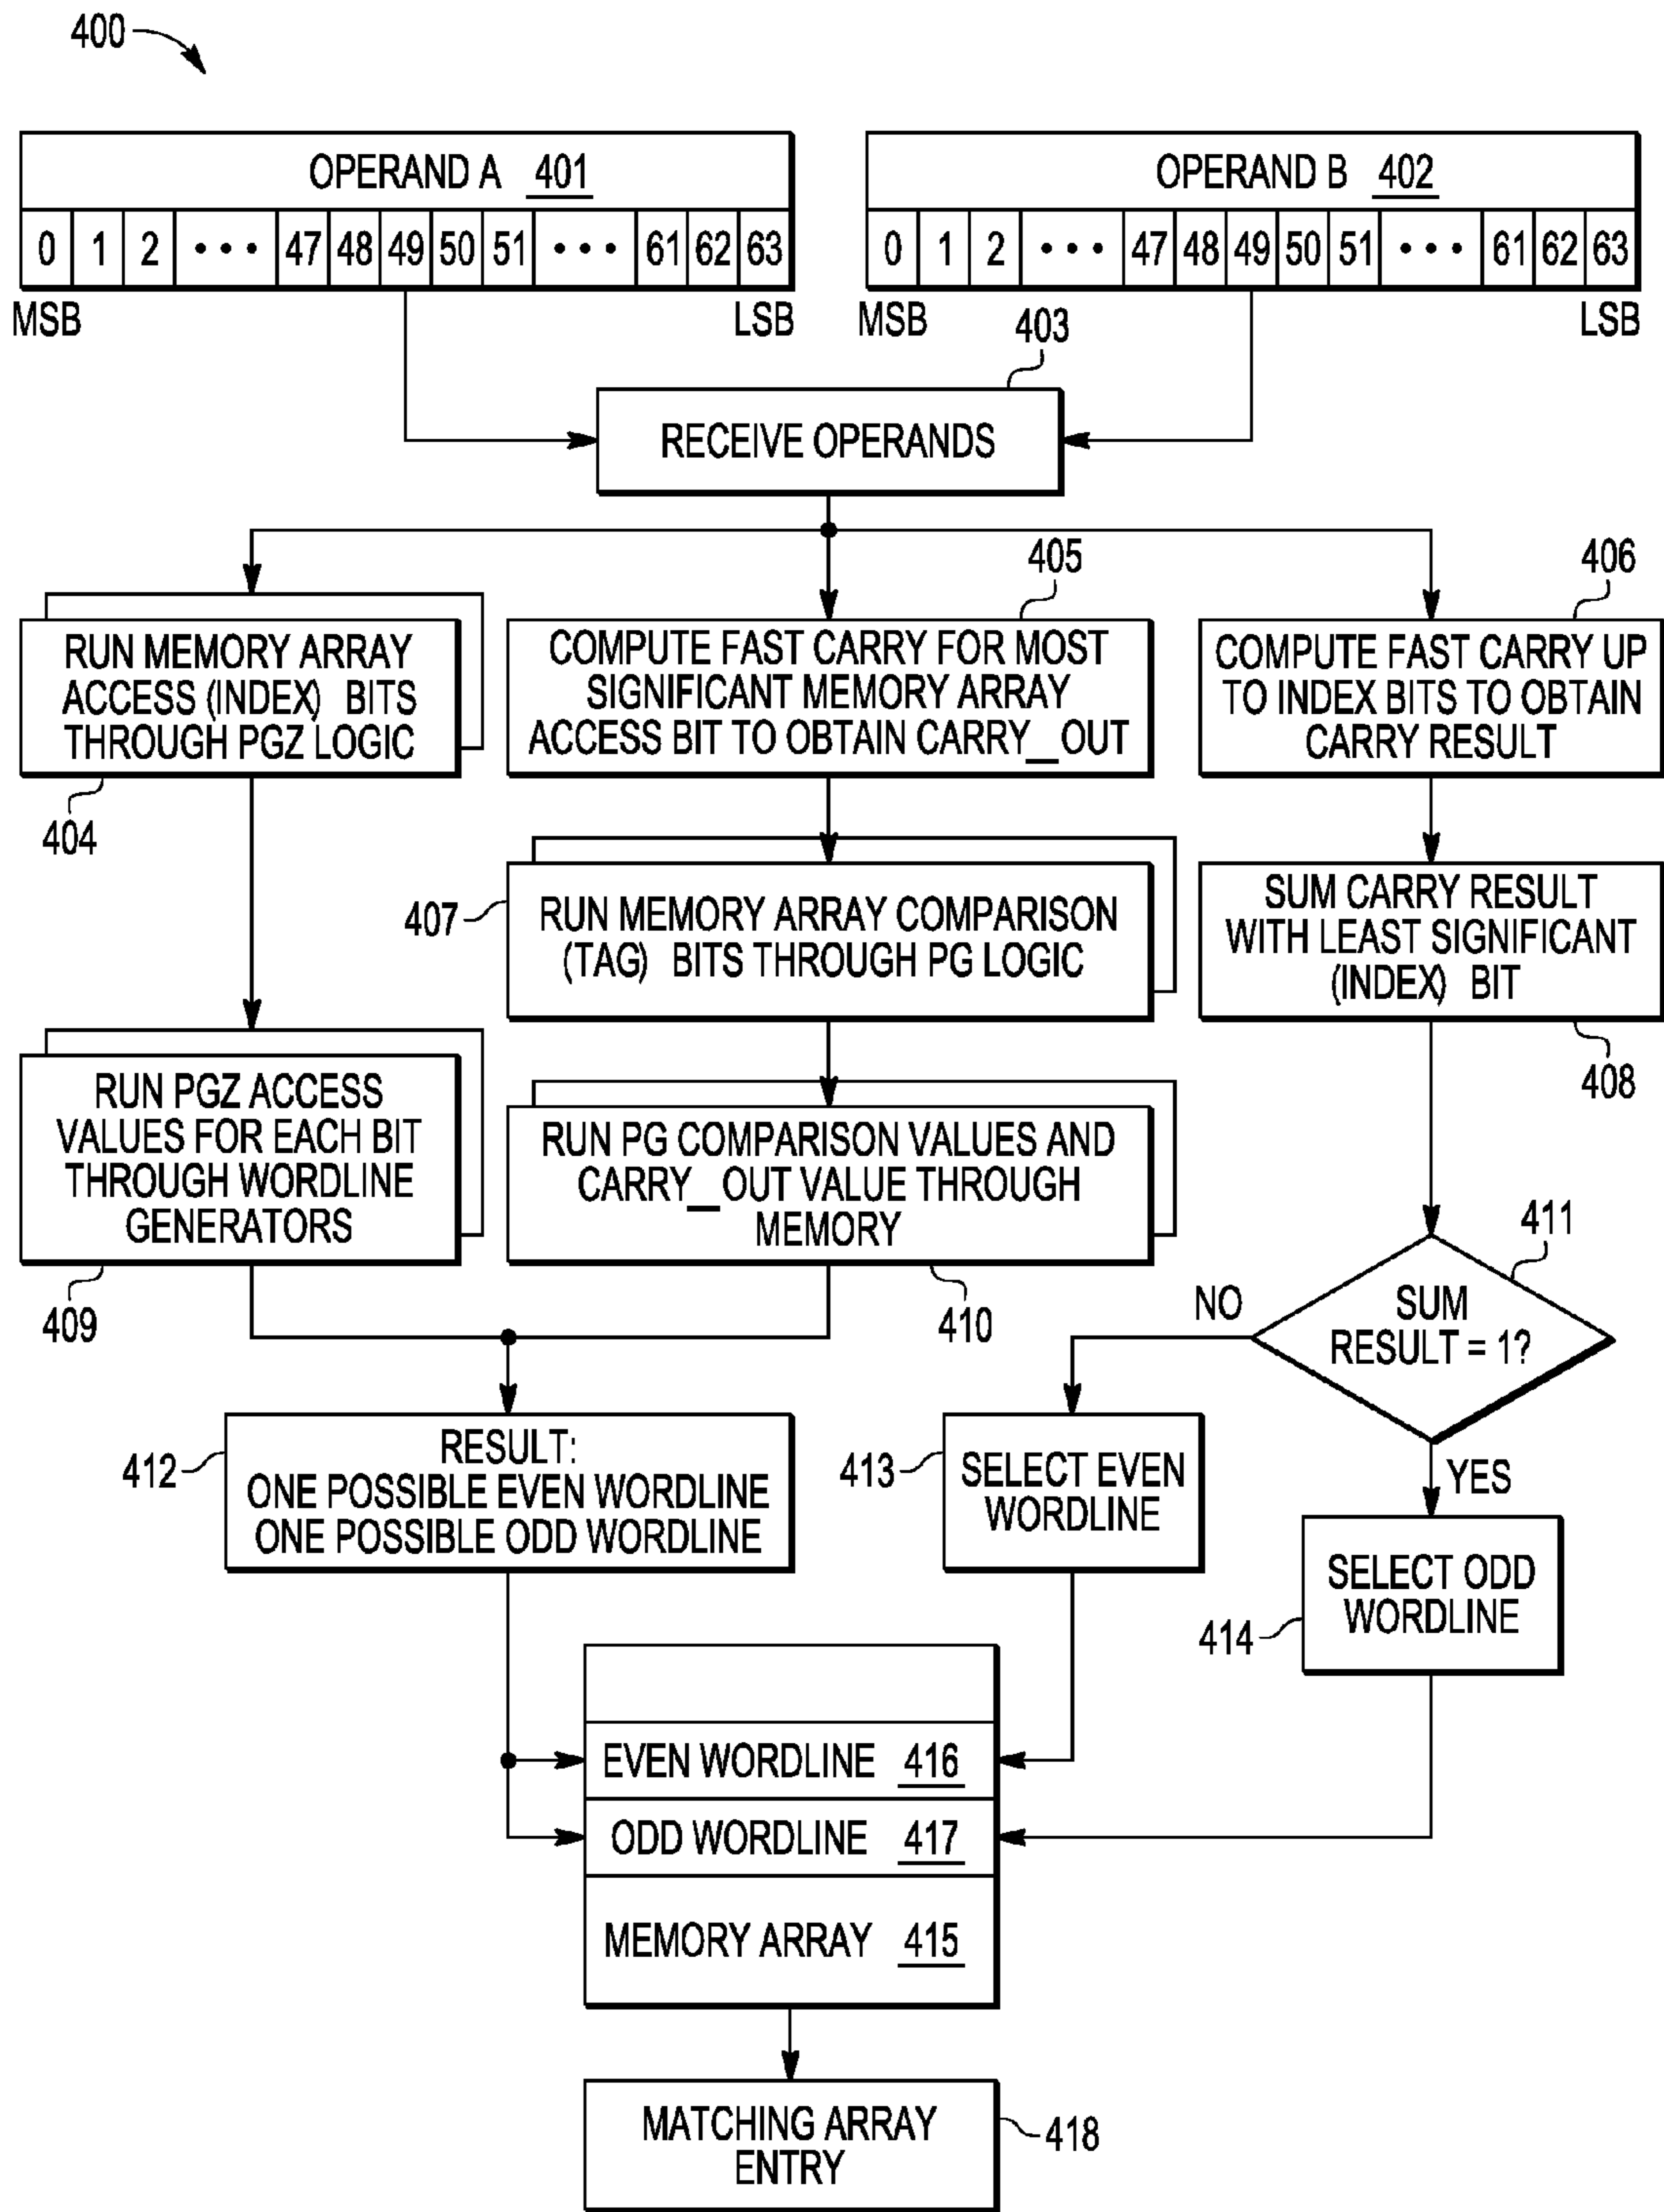 400
OPERAND A 401
0 1 2 • • • 47 48 49 50 51 • • • 61 62 63
MSB LSB
OPERAND B 402
0 1 2 • • • 47 48 49 50 51 • • • 61 62 63
MSB LSB
403
RECEIVE OPERANDS
404
RUN MEMORY ARRAY
ACCESS (INDEX) BITS
THROUGH PGZ LOGIC
405
COMPUTE FAST CARRY FOR MOST
SIGNIFICANT MEMORY ARRAY
ACCESS BIT TO OBTAIN CARRY_OUT
406
COMPUTE FAST CARRY UP
TO INDEX BITS TO OBTAIN
CARRY RESULT
407
RUN MEMORY ARRAY COMPARISON
(TAG) BITS THROUGH PG LOGIC
SUM CARRY RESULT
WITH LEAST SIGNIFICANT
(INDEX) BIT
408
RUN PGZ ACCESS
VALUES FOR EACH BIT
THROUGH WORDLINE
GENERATORS
409
RUN PG COMPARISON VALUES AND
CARRY_OUT VALUE THROUGH
MEMORY
410
411
SUM
RESULT = 1?
NO
YES
412
RESULT:
ONE POSSIBLE EVEN WORDLINE
ONE POSSIBLE ODD WORDLINE
413
SELECT EVEN
WORDLINE
414
SELECT ODD
WORDLINE
EVEN WORDLINE 416
ODD WORDLINE 417
MEMORY ARRAY 415
MATCHING ARRAY
ENTRY
418